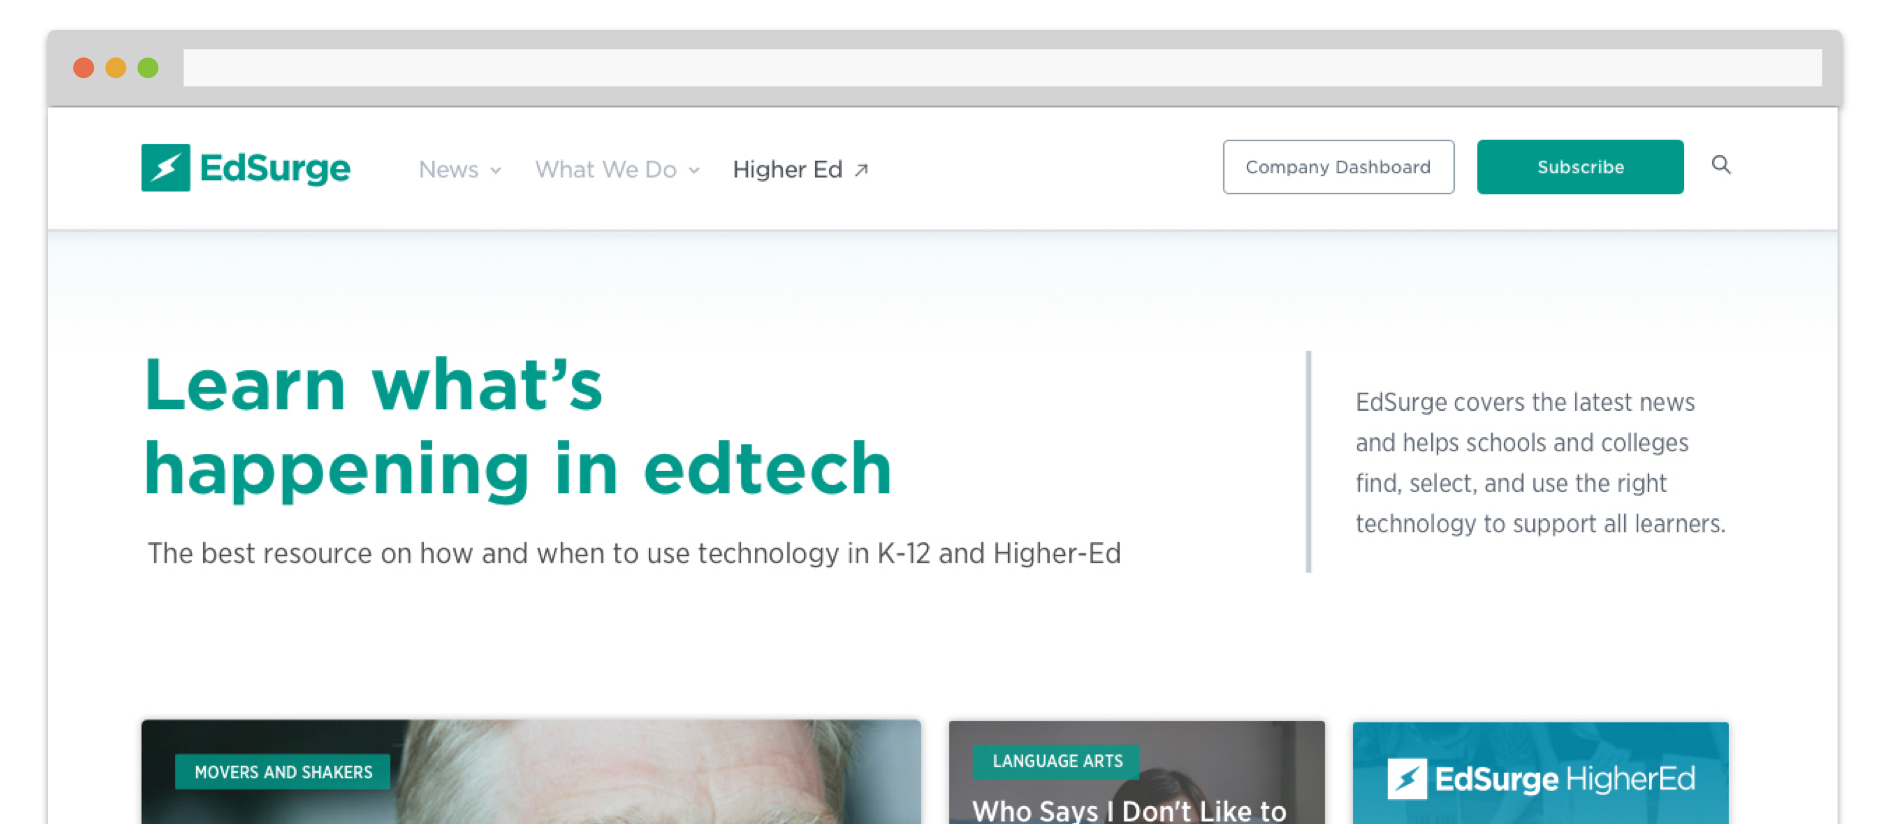 EdSurge
News
What We Do
Higher Ed
Company Dashboard
Subscribe
Learn what's
happening in edtech
The best resource on how and when to use technology in K-12 and Higher-Ed
EdSurge covers the latest news
and helps schools and colleges
find, select, and use the right
technology to support all learners.
MOVERS AND SHAKERS
LANGUAGE ARTS
Who Says I Don't Like to
EdSurge HigherEd